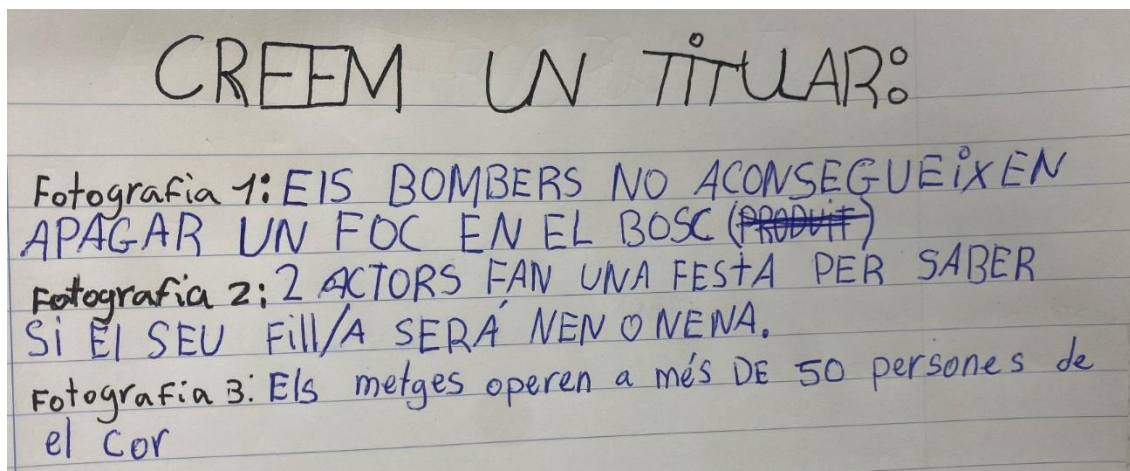 CREEM UN TITULAR:
Fotografia 1: EIS BOMBERS NO ACONSEGUEIXEN
APAGAR UN FOC EN EL BOSC (PRODUIT)
Fotografia 2: 2 ACTORS FAN UNA FESTA PER SABER
Si El SEU Fill/A SERÁ NEN O NENA.
Fotografia 3: Els metges operen a més DE 50 persones de
el cor